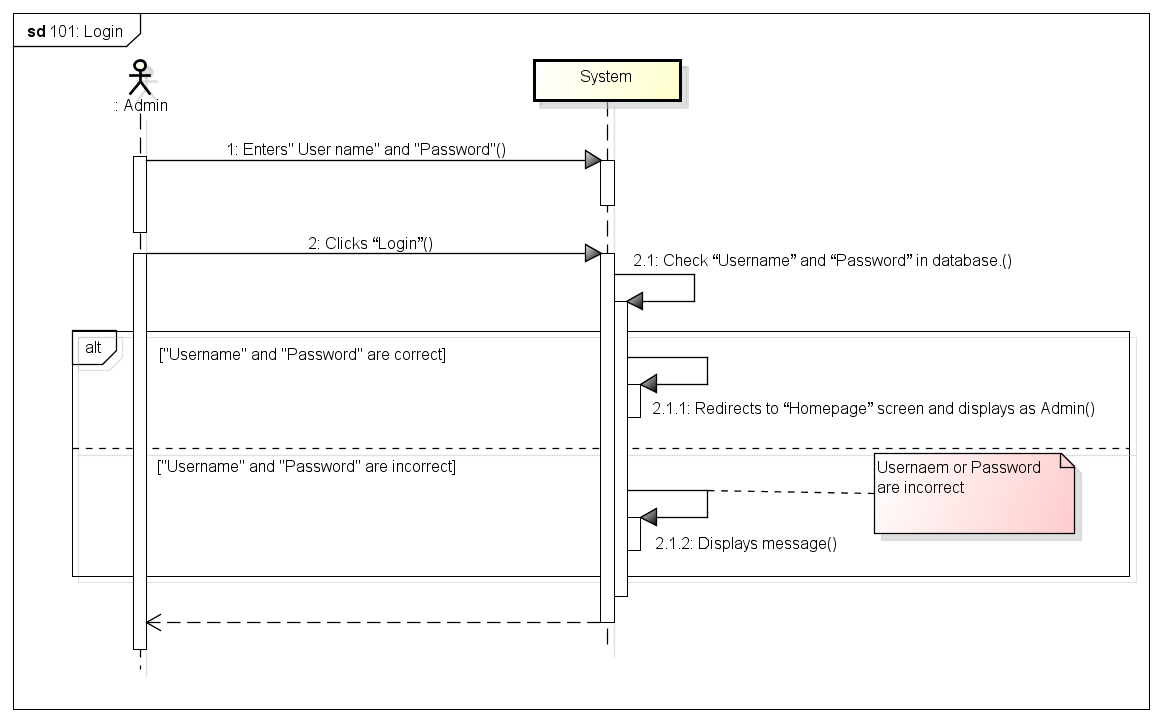 sd 101: Login
: Admin
System
1: Enters" User name" and "Password"()
2: Clicks “Login”()
2.1: Check “Username” and “Password” in database.()
alt
["Username" and "Password" are correct]
2.1.1: Redirects to “Homepage” screen and displays as Admin()
["Username" and "Password" are incorrect]
Usernaem or Password
are incorrect
2.1.2: Displays message()